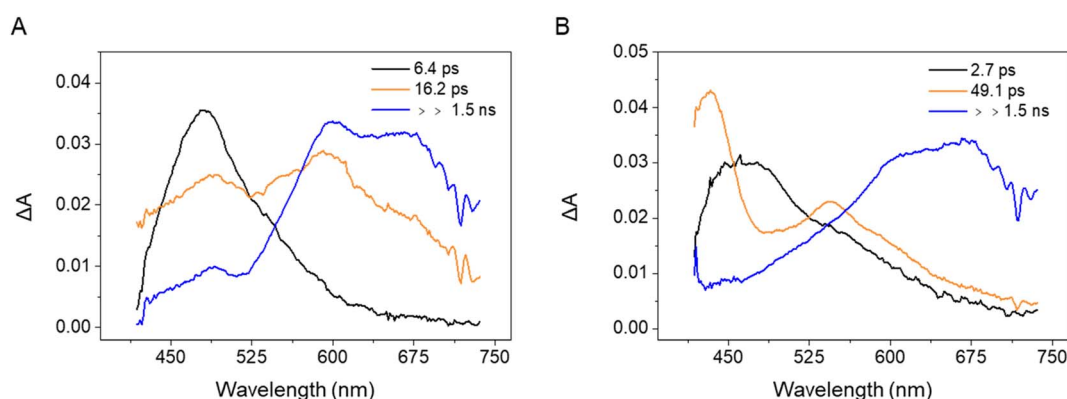 A
6.4 ps
16.2 ps
> > 1.5 ns
0.04
0.03
0.02
0.01
0.00
ΔA
450
525
600
675
750
Wavelength (nm)
B
2.7 ps
49.1 ps
> > 1.5 ns
0.05
0.04
0.03
0.02
0.01
0.00
ΔA
450
525
600
675
750
Wavelength (nm)